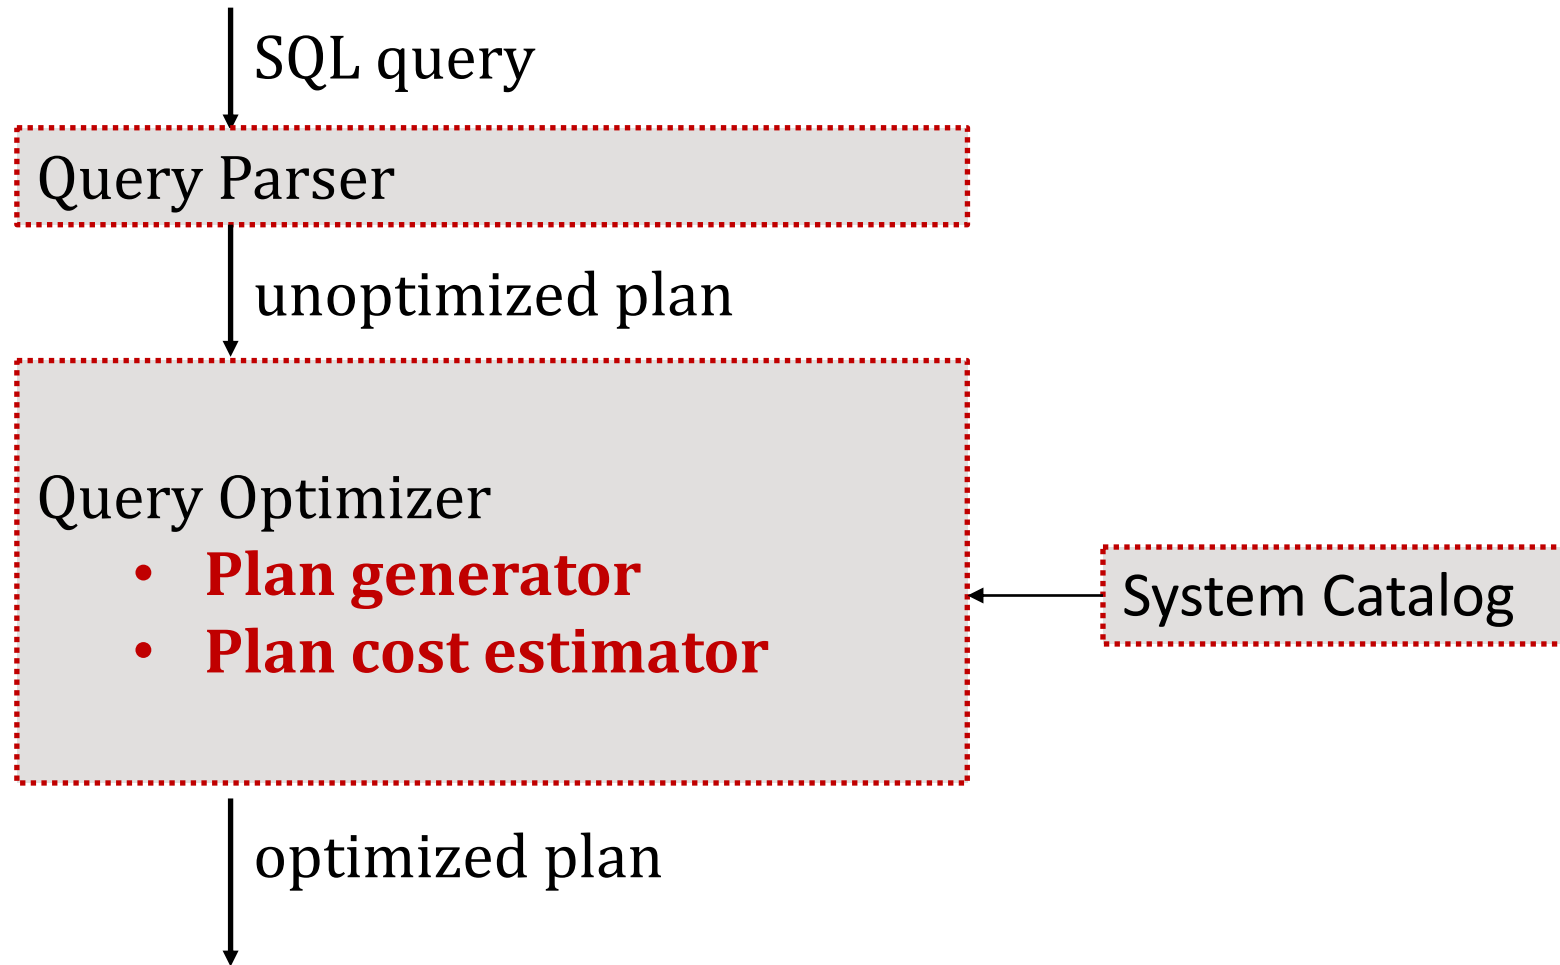 SQL query
Query Parser
unoptimized plan
Query Optimizer
• Plan generator
• Plan cost estimator
System Catalog
optimized plan